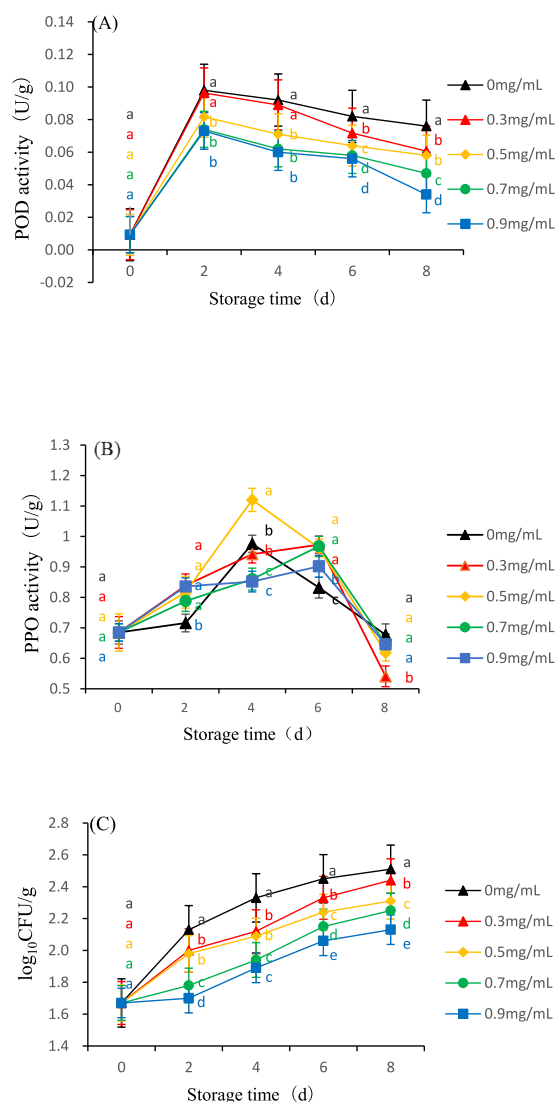 (A)
POD activity（U/g）
0.14
0.12
0.10
0.08
0.06
0.04
0.02
0.00
-0.02
a
a
a
a
a
a
a
b
b
b
a
a
b
b
b
a
b
c
d
d
a
b
b
c
d
0 2 4 6 8
Storage time（d）
0mg/mL
0.3mg/mL
0.5mg/mL
0.7mg/mL
0.9mg/mL
(B)
PPO activity（U/g）
1.3
1.2
1.1
1
0.9
0.8
0.7
0.6
0.5
a
a
a
a
a
a
a
a
b
a
b
b
c
c
a
a
a
c
a
a
a
a
b
0 2 4 6 8
Storage time（d）
0mg/mL
0.3mg/mL
0.5mg/mL
0.7mg/mL
0.9mg/mL
(C)
log₁₀CFU/g
2.8
2.6
2.4
2.2
2.0
1.8
1.6
1.4
a
a
a
a
a
a
b
b
c
d
a
b
b
c
c
a
b
c
d
e
a
b
c
d
e
0 2 4 6 8
Storage time（d）
0mg/mL
0.3mg/mL
0.5mg/mL
0.7mg/mL
0.9mg/mL